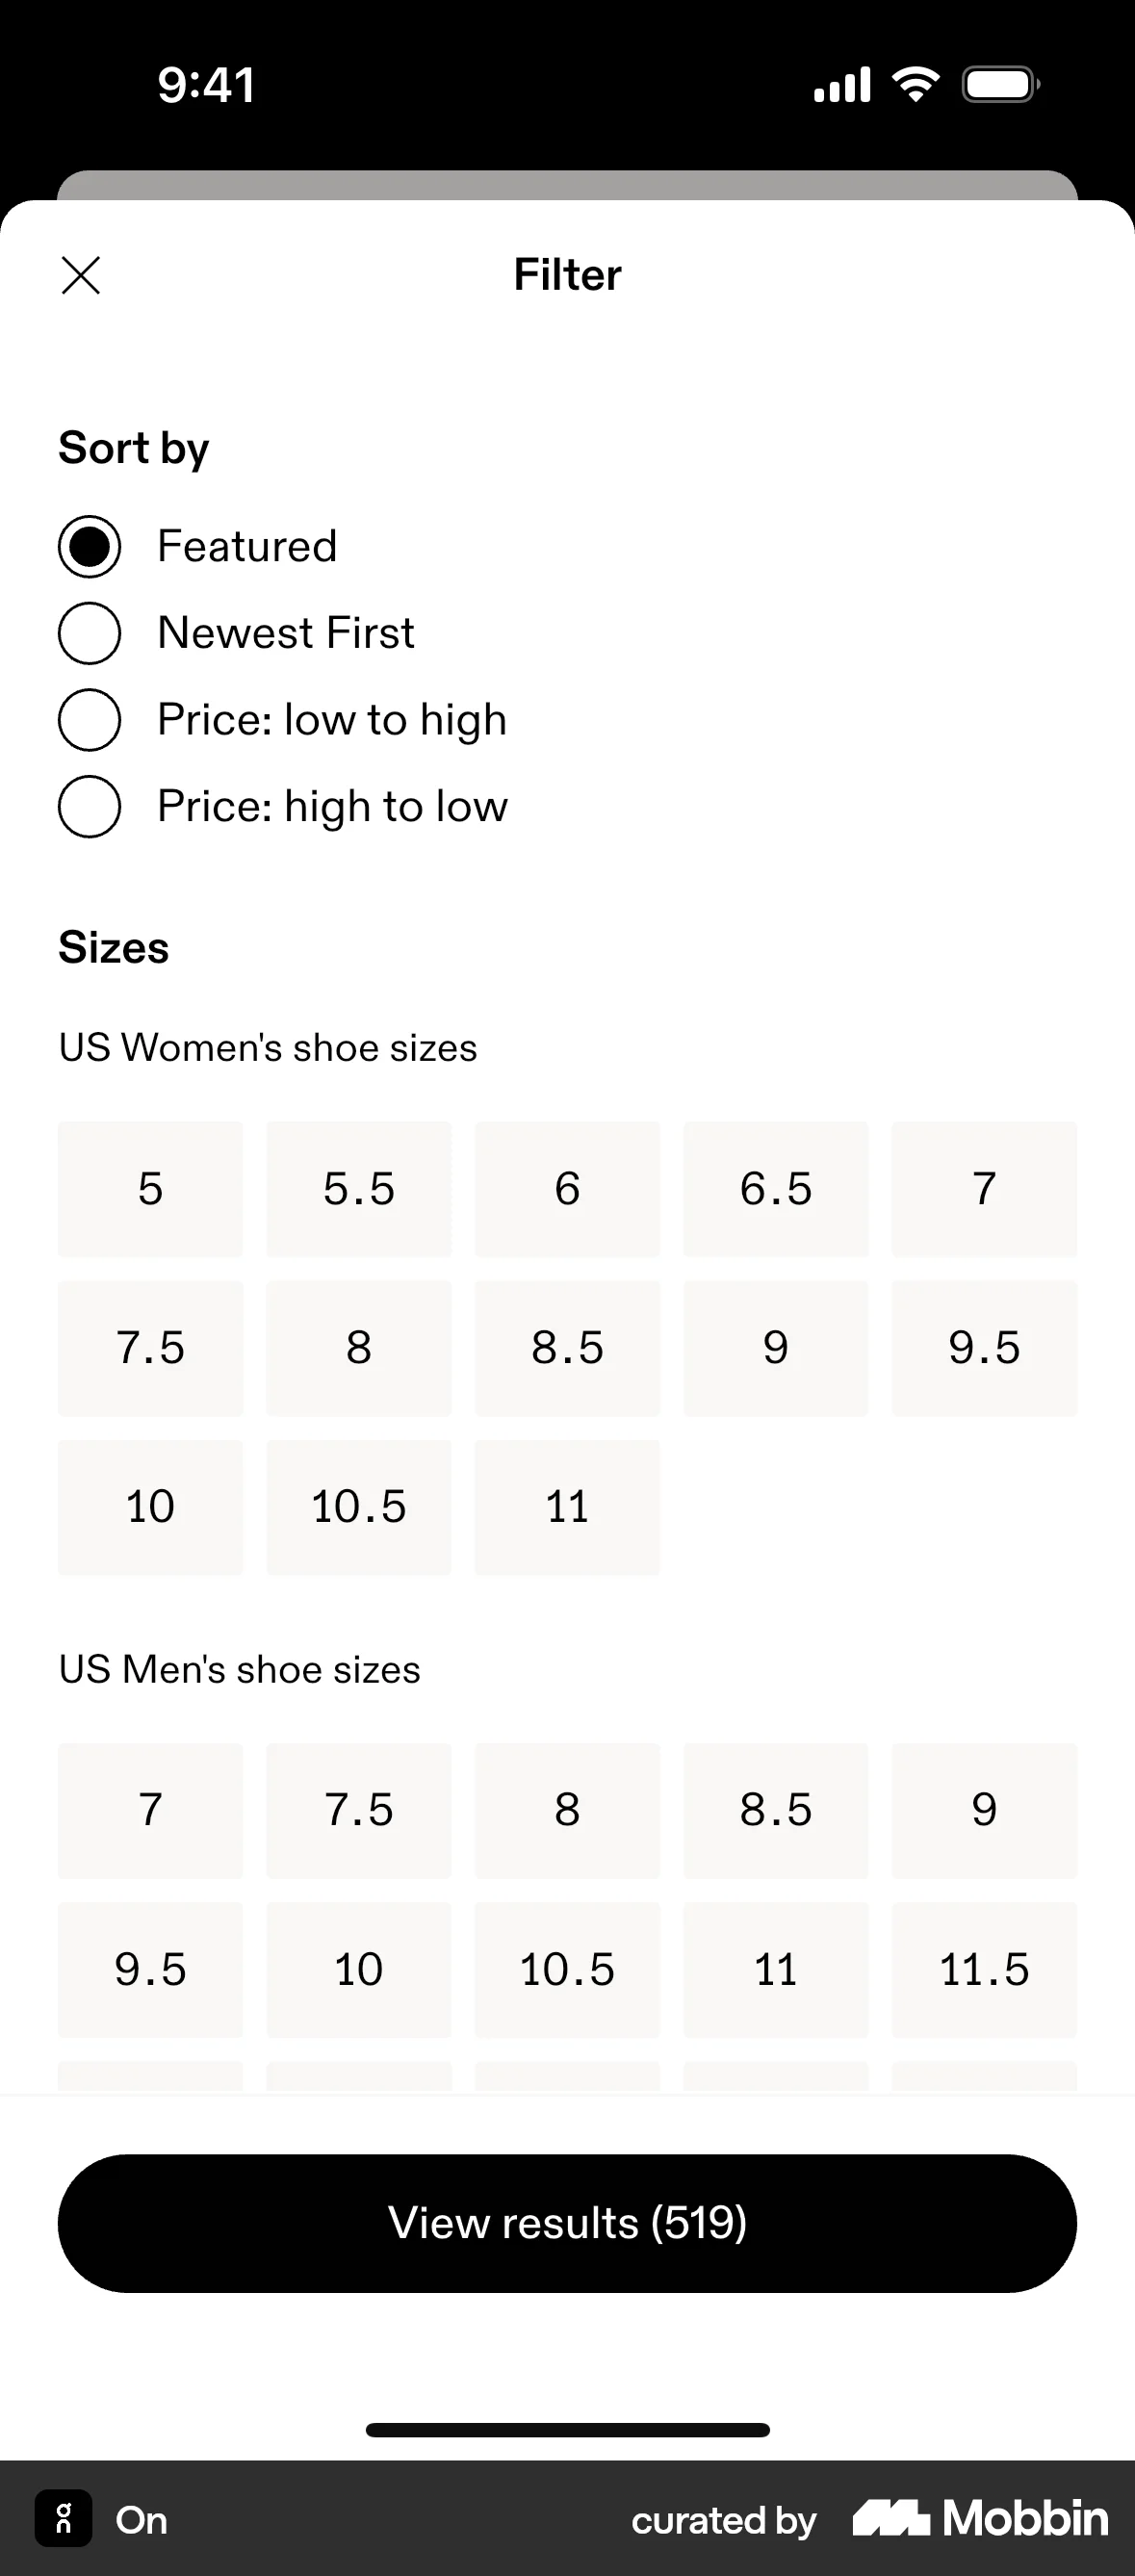 9:41
Filter
Sort by
Featured
Newest First
Price: low to high
Price: high to low
Sizes
US Women's shoe sizes
5 5.5 6 6.5 7
7.5 8 8.5 9 9.5
10 10.5 11
US Men's shoe sizes
7 7.5 8 8.5 9
9.5 10 10.5 11 11.5
View results (519)
On curated by Mobbin